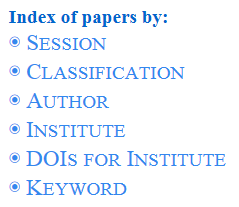 Index of papers by:
SESSION
CLASSIFICATION
AUTHOR
INSTITUTE
DOIS FOR INSTITUTE
KEYWORD